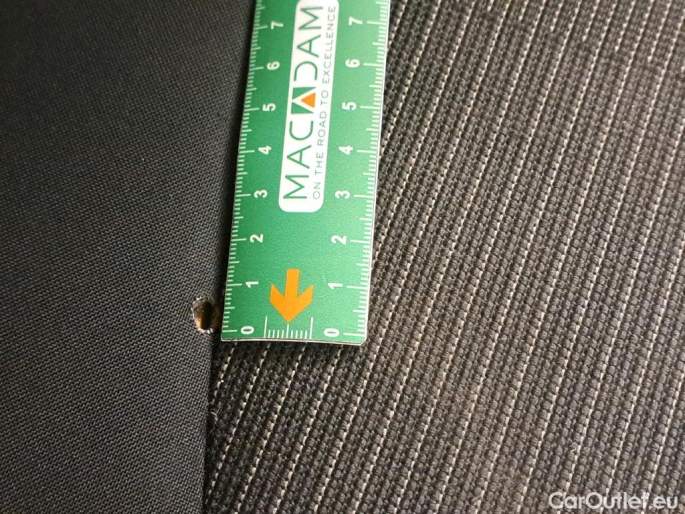 7 6 5 4 3 2 1 0
MACADAM
ON THE ROAD TO EXCELLENCE
7 6 5 4 3 2 1 0
CarOutlet.eu